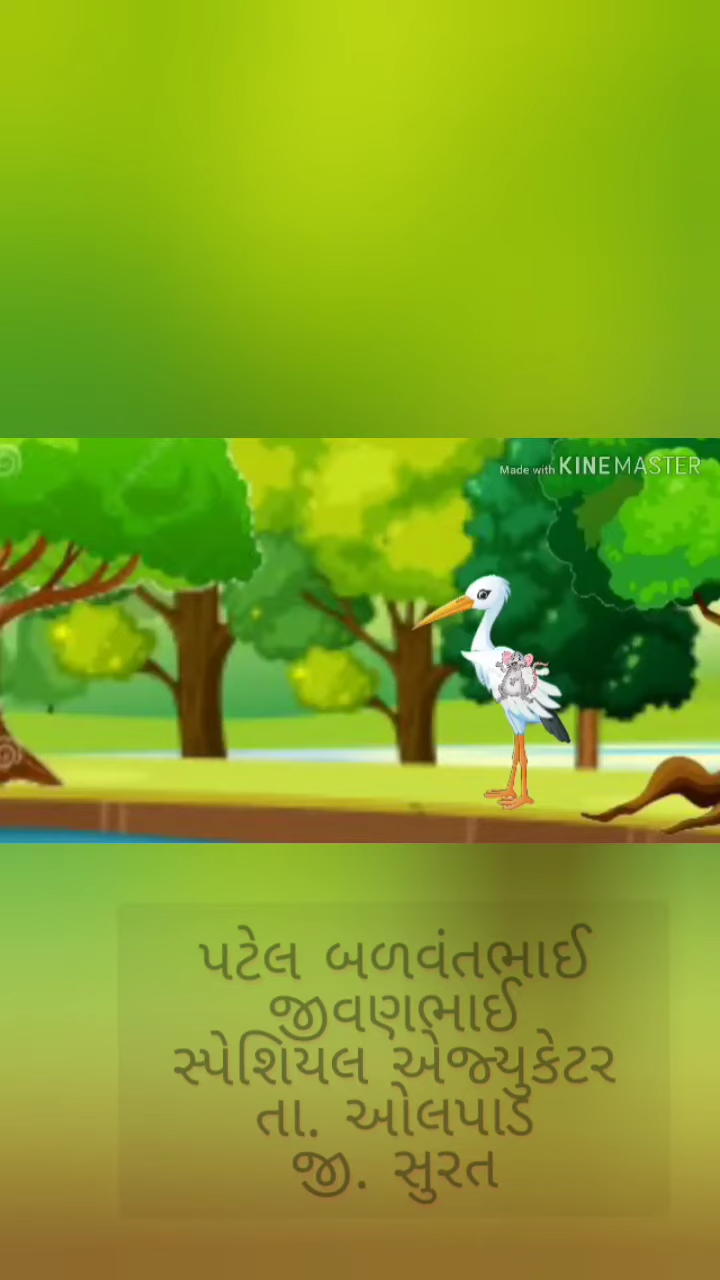 Made with KINEMASTER
પટેલ બળવંતભાઈ
જીવણભાઈ
સ્પેશિયલ એજ્યુકેટર
તા. ઓલપાડ
જી. સુરત